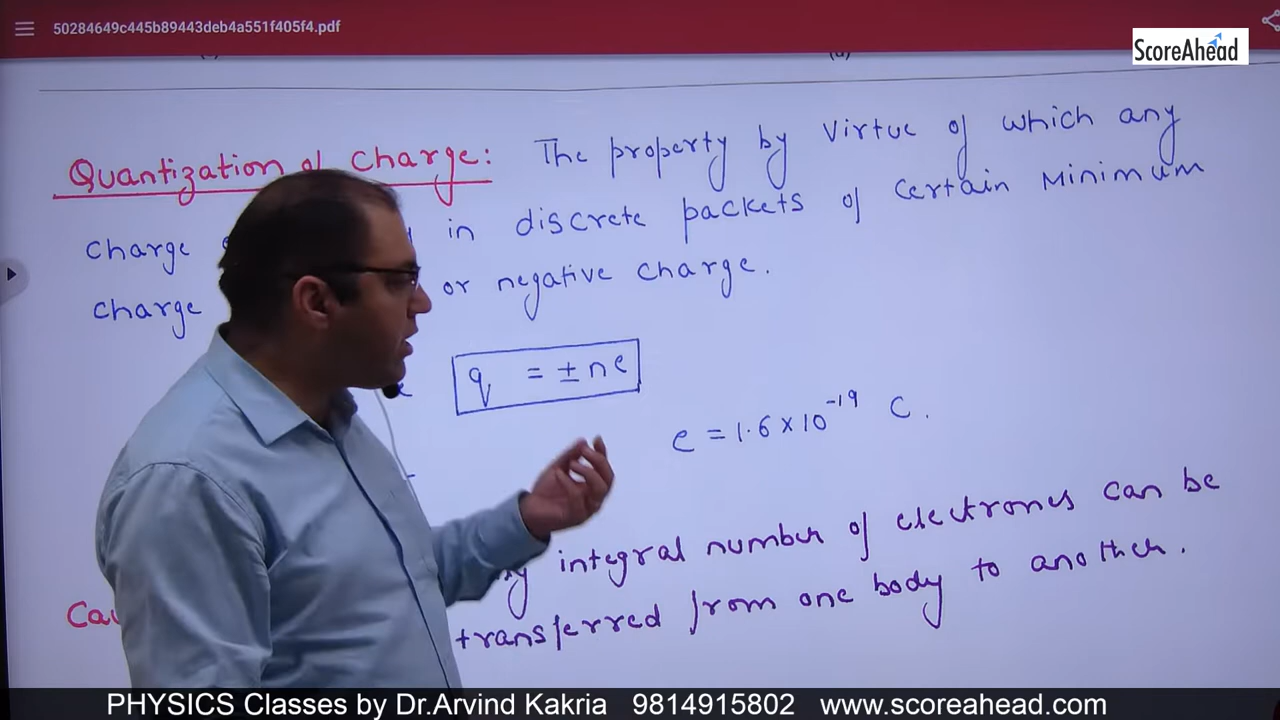 50284649c445b89443deb4a551f405f4.pdf
ScoreAhead
Quantization of Charge: The property by virtue of which any
charge in discrete packets of certain minimum
charge or negative charge.
q = ± ne
e = 1.6 × 10⁻¹⁹ C.
integral number of electrones can be
transferred from one body to another.
PHYSICS Classes by Dr.Arvind Kakria 9814915802 www.scoreahead.com